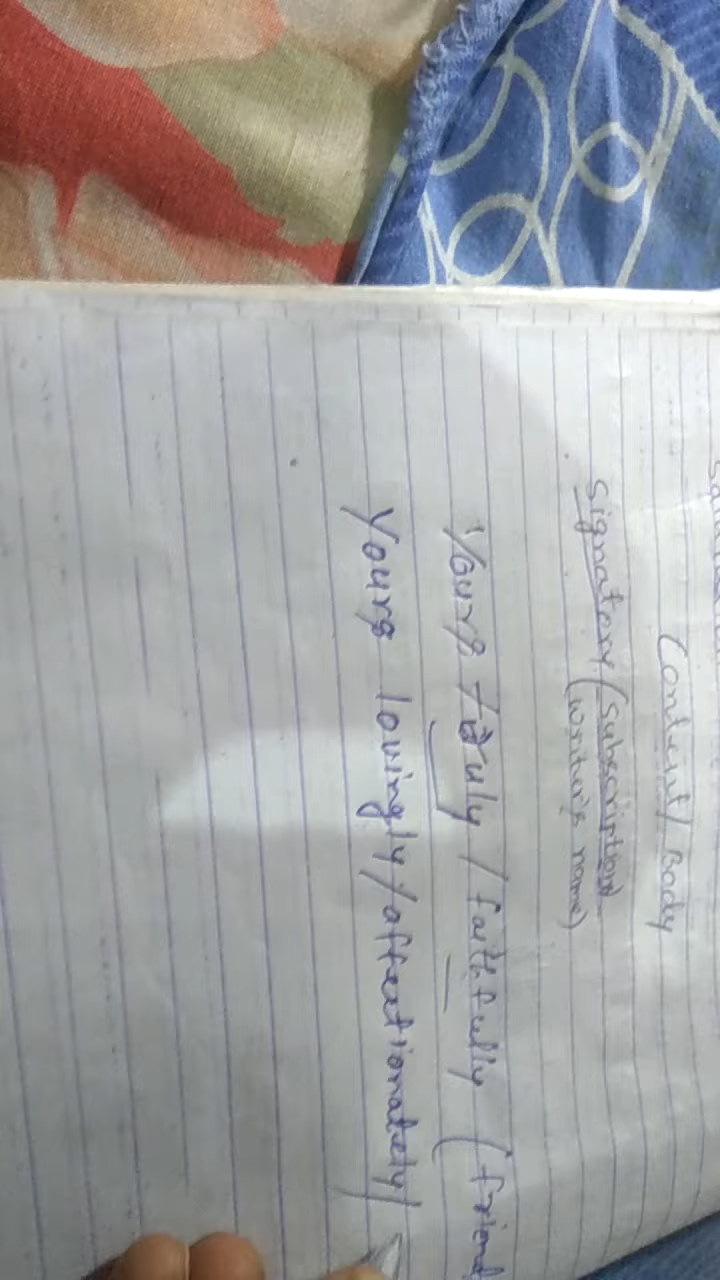 Content/Body
Signatory/Subscription
(writer's name)
Yours truly/faithfully (friend
Yours lovingly/affectionately/